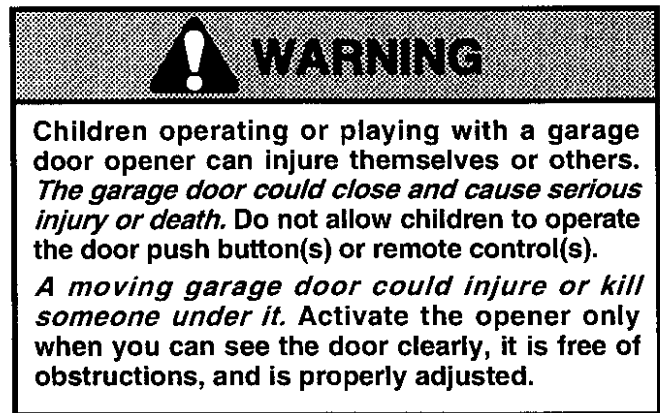 WARNING
Children operating or playing with a garage
door opener can injure themselves or others.
The garage door could close and cause serious
injury or death. Do not allow children to operate
the door push button(s) or remote control(s).
A moving garage door could injure or kill
someone under it. Activate the opener only
when you can see the door clearly, it is free of
obstructions, and is properly adjusted.